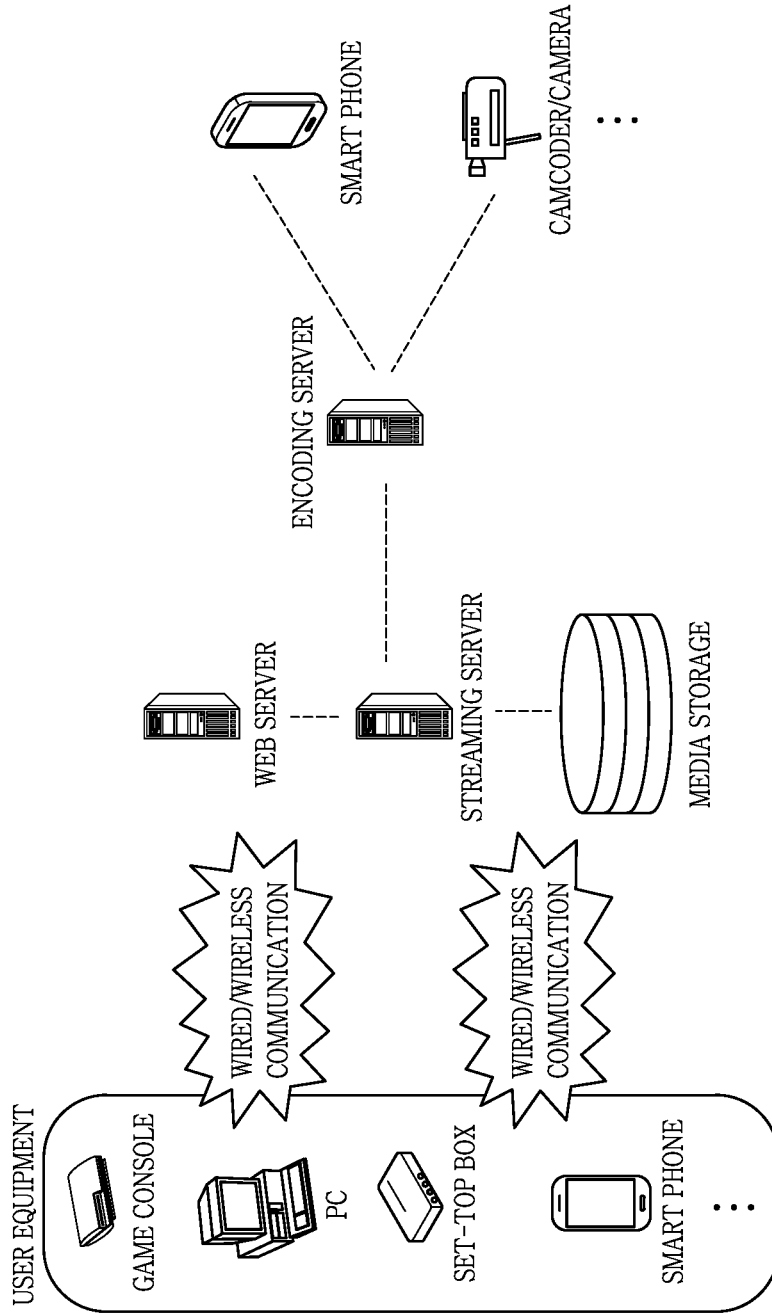 USER EQUIPMENT
GAME CONSOLE
PC
SET-TOP BOX
SMART PHONE
WIRED/WIRELESS
COMMUNICATION
WIRED/WIRELESS
COMMUNICATION
WEB SERVER
STREAMING SERVER
MEDIA STORAGE
ENCODING SERVER
SMART PHONE
CAMCODER/CAMERA